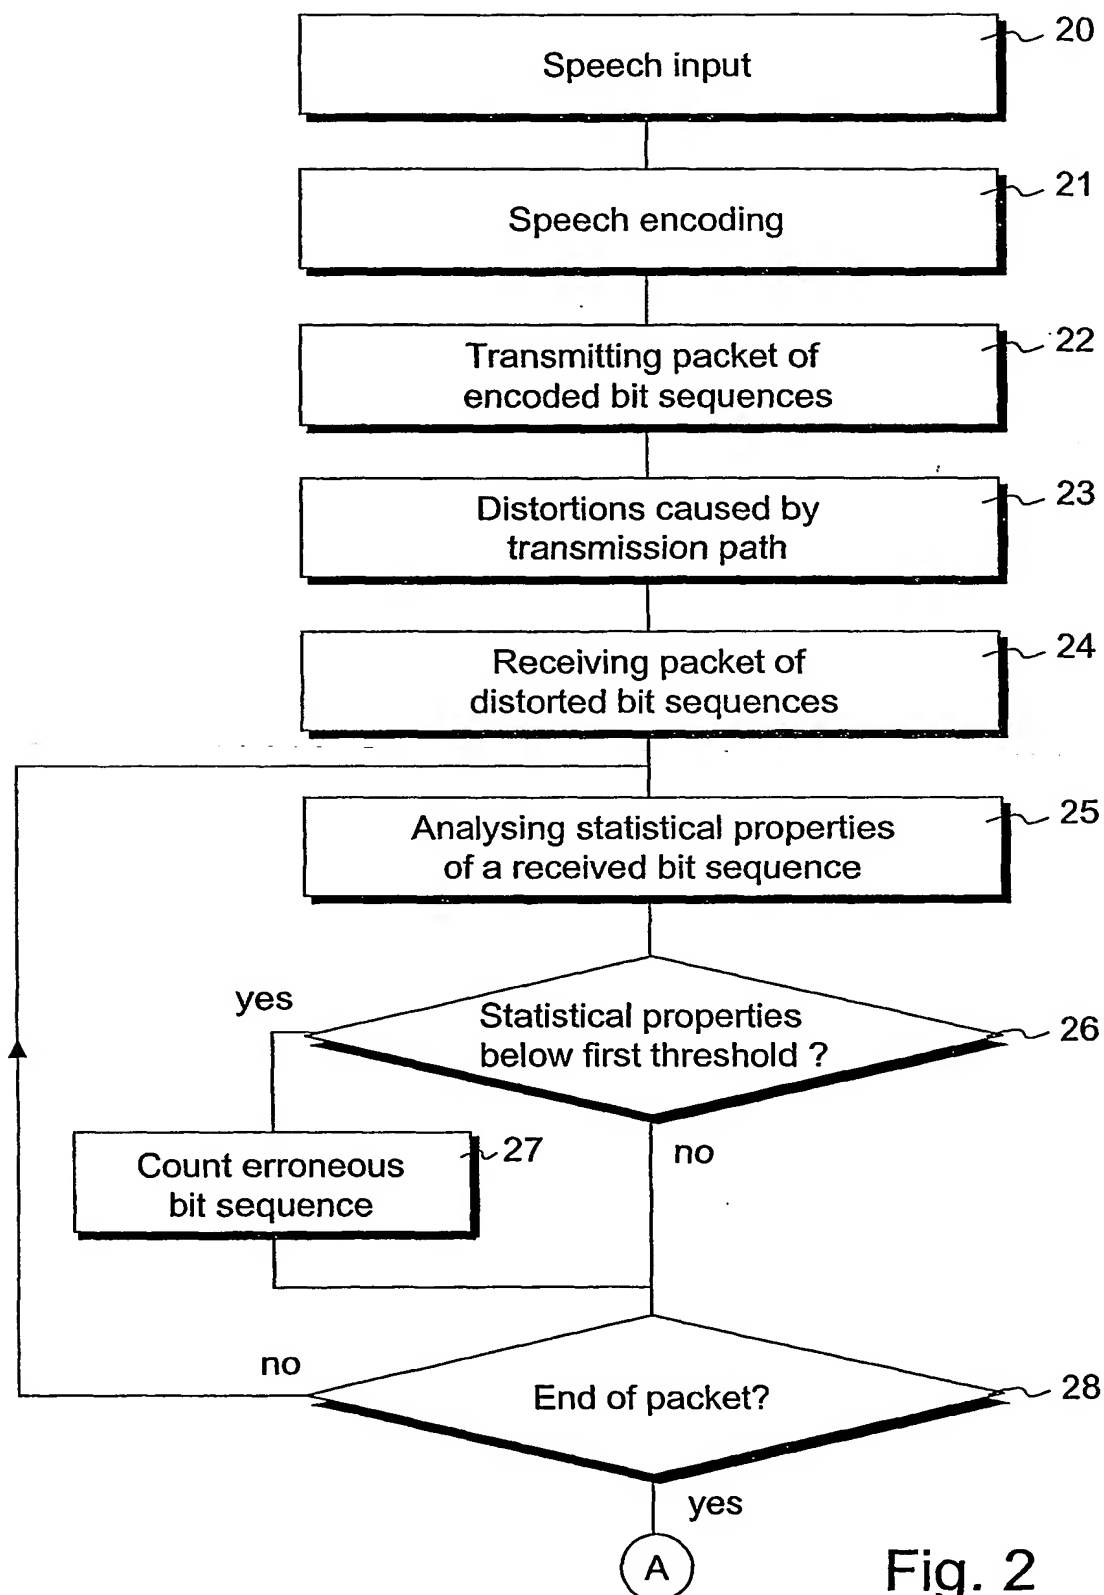 20
Speech input
21
Speech encoding
22
Transmitting packet of
encoded bit sequences
23
Distortions caused by
transmission path
24
Receiving packet of
distorted bit sequences
25
Analysing statistical properties
of a received bit sequence
yes
Statistical properties
below first threshold ?
26
27
no
Count erroneous
bit sequence
no
End of packet?
28
yes
A
Fig. 2